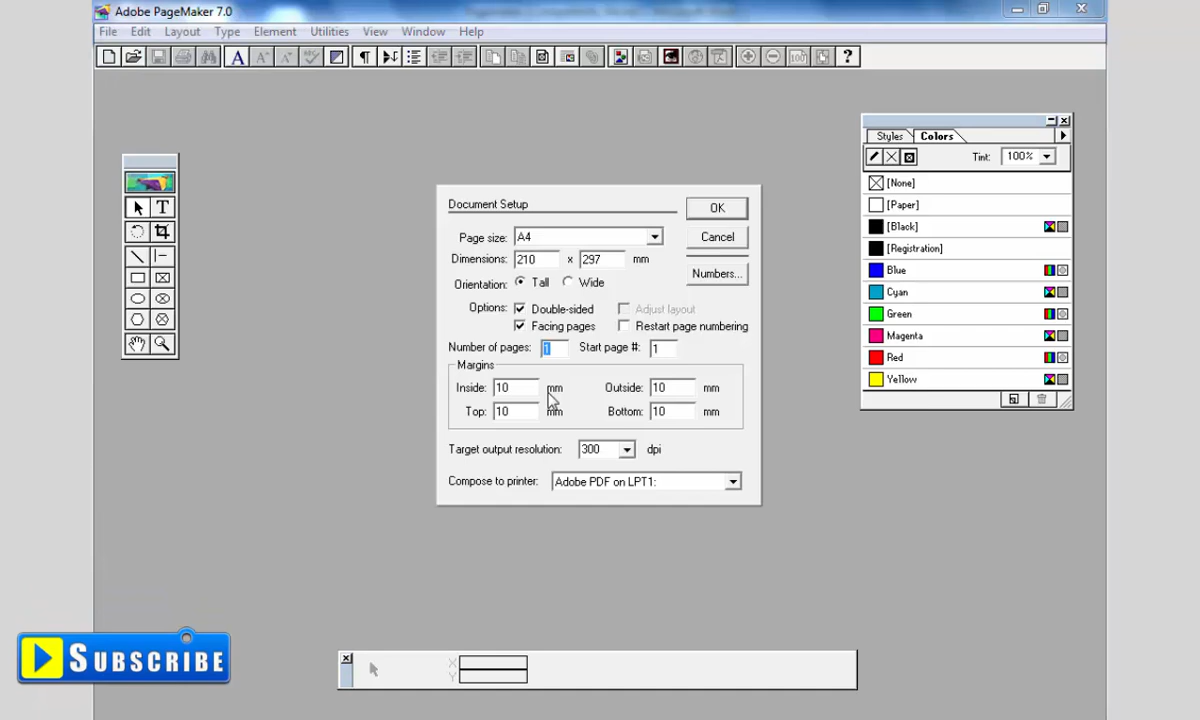 Adobe PageMaker 7.0
File Edit Layout Type Element Utilities View Window Help
A A A ¶ 100 ?
T
Document Setup
OK
Page size: A4
Cancel
Dimensions: 210 x 297 mm
Numbers...
Orientation: Tall Wide
Options: Double-sided Adjust layout
Facing pages Restart page numbering
Number of pages: 1 Start page #: 1
Margins
Inside: 10 mm Outside: 10 mm
Top: 10 mm Bottom: 10 mm
Target output resolution: 300 dpi
Compose to printer: Adobe PDF on LPT1:
Styles Colors
Tint: 100%
[None]
[Paper]
[Black]
[Registration]
Blue
Cyan
Green
Magenta
Red
Yellow
X
Y
SUBSCRIBE